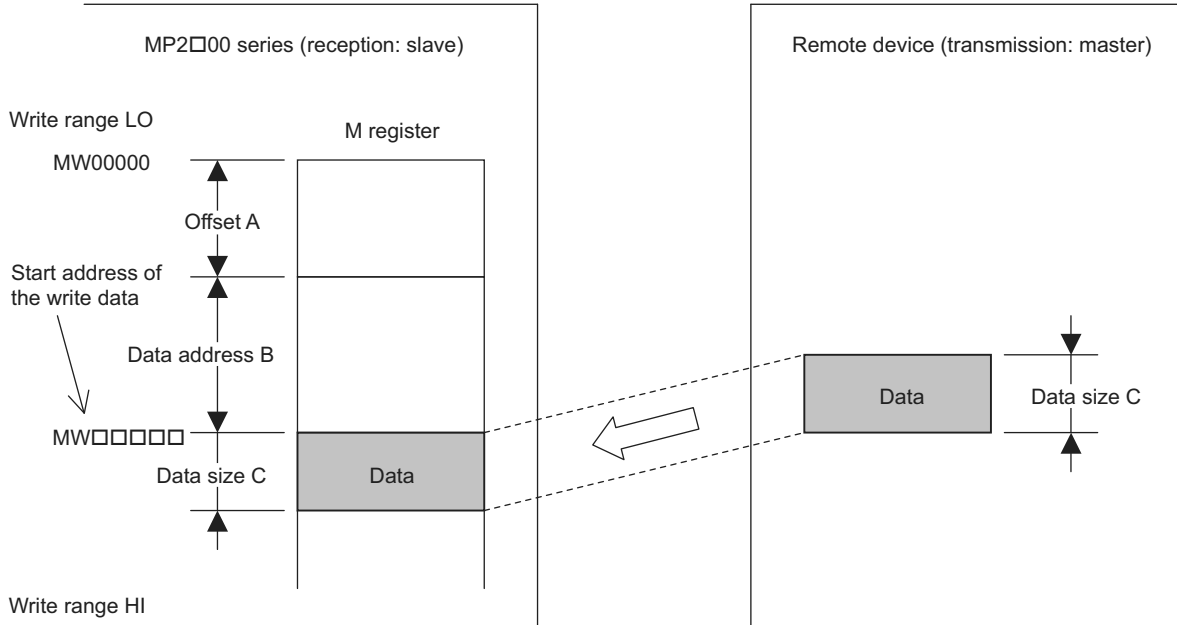 MP2□00 series (reception: slave)
Remote device (transmission: master)
Write range LO
M register
MW00000
Offset A
Start address of
the write data
Data address B
MW□□□□□
Data size C
Data
Data
Data size C
Write range HI